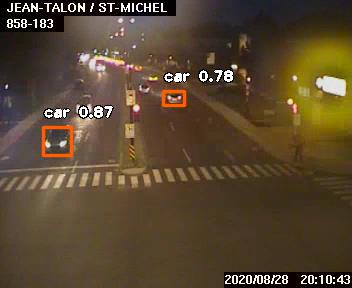 JEAN-TALON / ST-MICHEL
858-183
car 0.78
car 0.87
2020/08/28 20:10:43